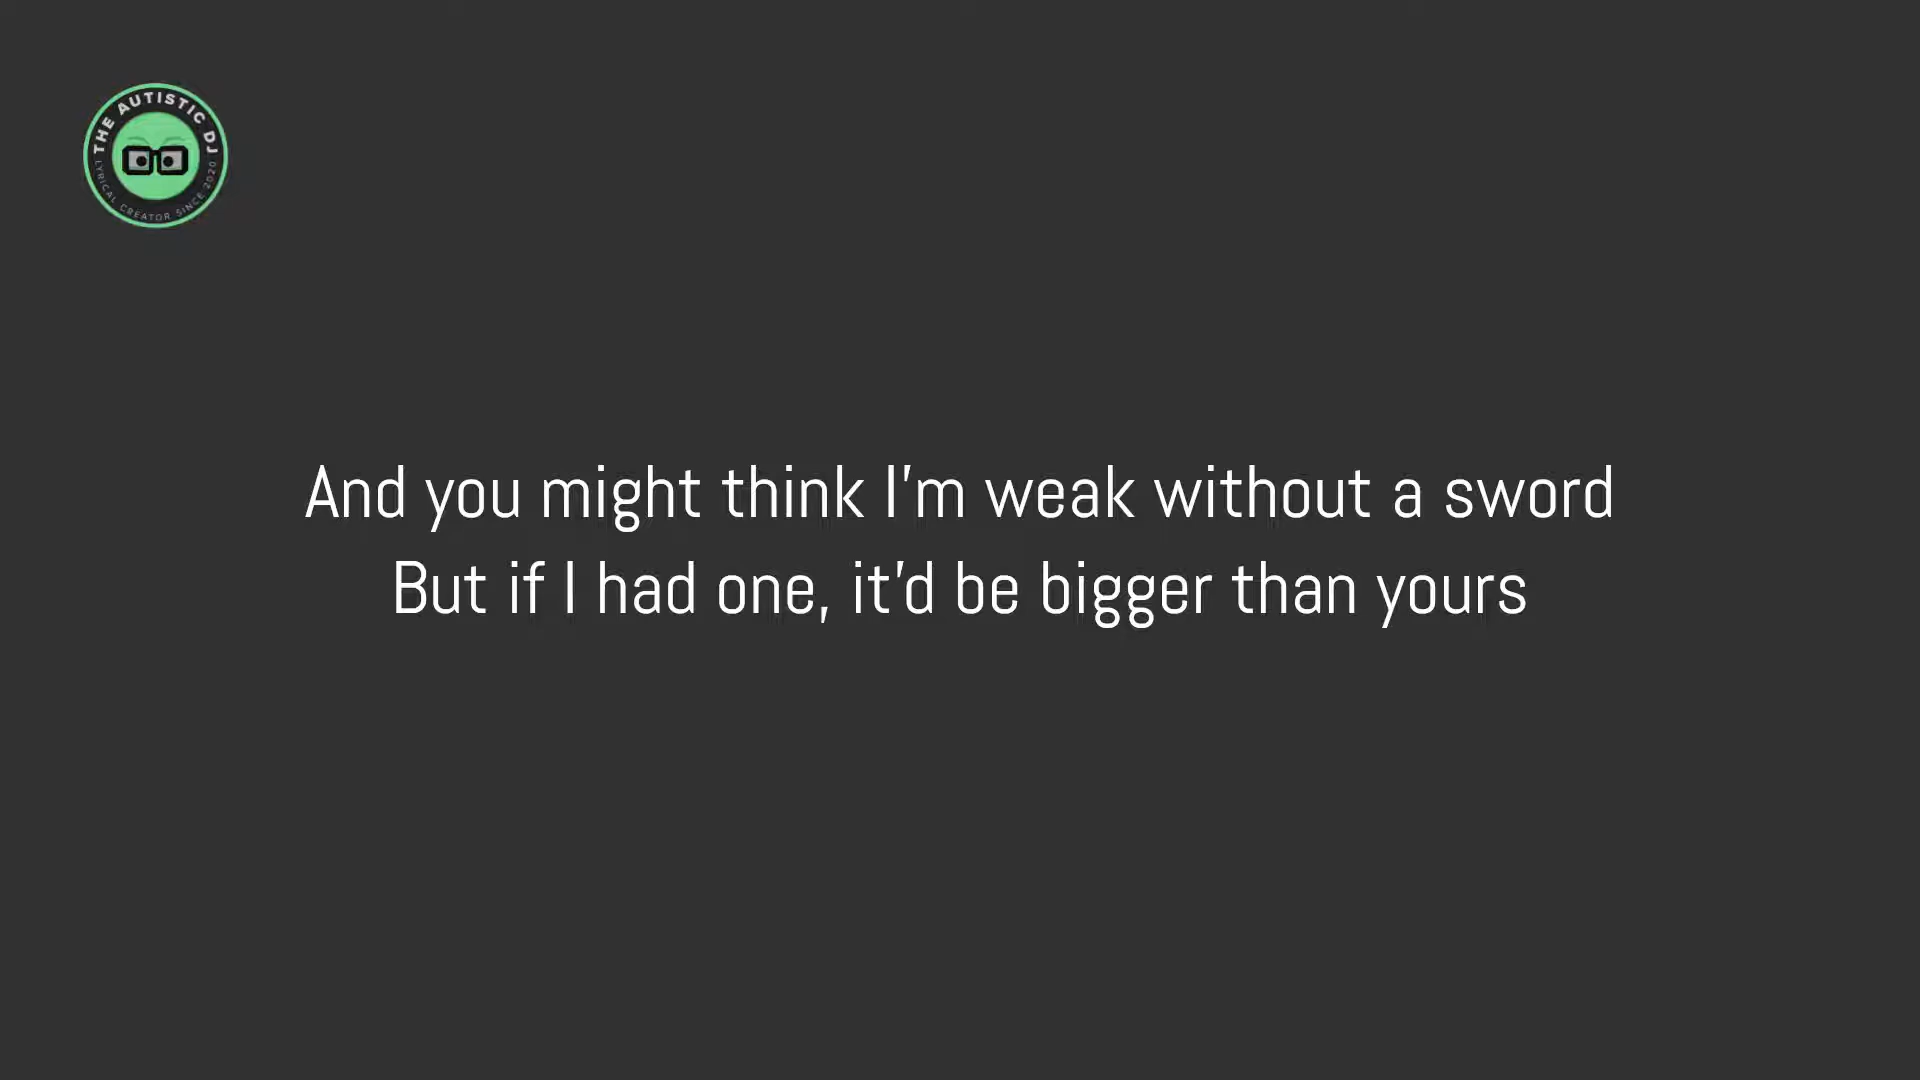 THE AUTISTIC DJ
LYRICAL CREATOR SINCE 2020
And you might think I'm weak without a sword
But if I had one, it'd be bigger than yours